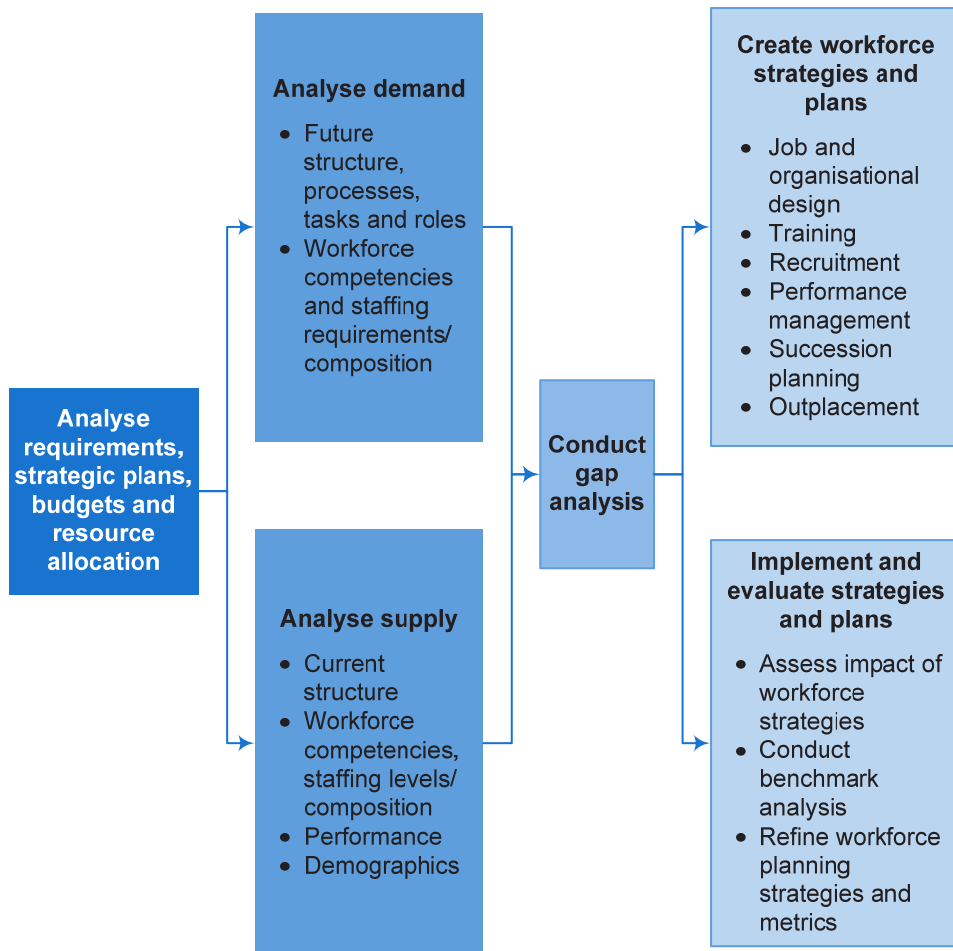 Analyse
requirements,
strategic plans,
budgets and
resource
allocation
Analyse demand
• Future
structure,
processes,
tasks and roles
• Workforce
competencies
and staffing
requirements/
composition
Analyse supply
• Current
structure
• Workforce
competencies,
staffing levels/
composition
• Performance
• Demographics
Conduct
gap
analysis
Create workforce
strategies and
plans
• Job and
organisational
design
• Training
• Recruitment
• Performance
management
• Succession
planning
• Outplacement
Implement and
evaluate strategies
and plans
• Assess impact of
workforce
strategies
• Conduct
benchmark
analysis
• Refine workforce
planning
strategies and
metrics